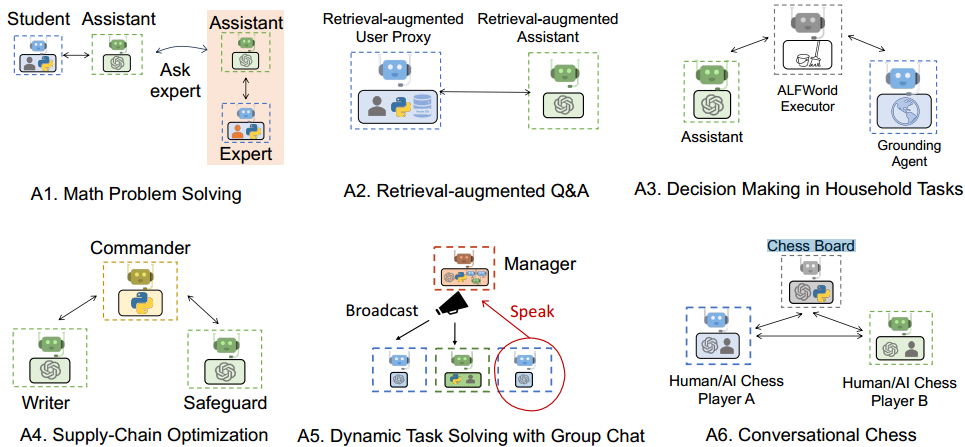 Student
Assistant
Assistant
Ask
expert
Expert
A1. Math Problem Solving
Retrieval-augmented
User Proxy
Retrieval-augmented
Assistant
A2. Retrieval-augmented Q&A
Assistant
ALFWorld
Executor
Grounding
Agent
A3. Decision Making in Household Tasks
Commander
Writer
Safeguard
A4. Supply-Chain Optimization
Manager
Broadcast
Speak
A5. Dynamic Task Solving with Group Chat
Chess Board
Human/AI Chess
Player A
Human/AI Chess
Player B
A6. Conversational Chess